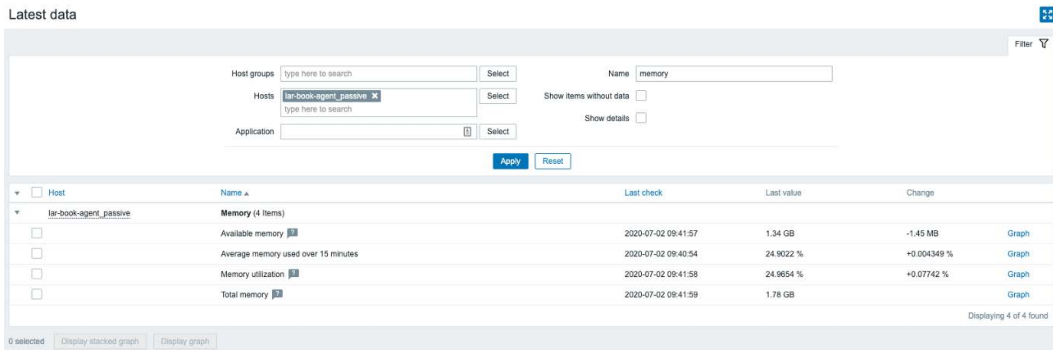 Latest data
Filter
Host groups type here to search Select Name memory
Hosts lar-book-agent_passive Select Show items without data
type here to search
Show details
Application Select
Apply Reset
Host Name Last check Last value Change
lar-book-agent_passive Memory (4 Items)
Available memory ? 2020-07-02 09:41:57 1.34 GB -1.45 MB Graph
Average memory used over 15 minutes 2020-07-02 09:40:54 24.9022 % +0.004349 % Graph
Memory utilization ? 2020-07-02 09:41:58 24.9654 % +0.07742 % Graph
Total memory ? 2020-07-02 09:41:59 1.78 GB Graph
Displaying 4 of 4 found
0 selected Display stacked graph Display graph